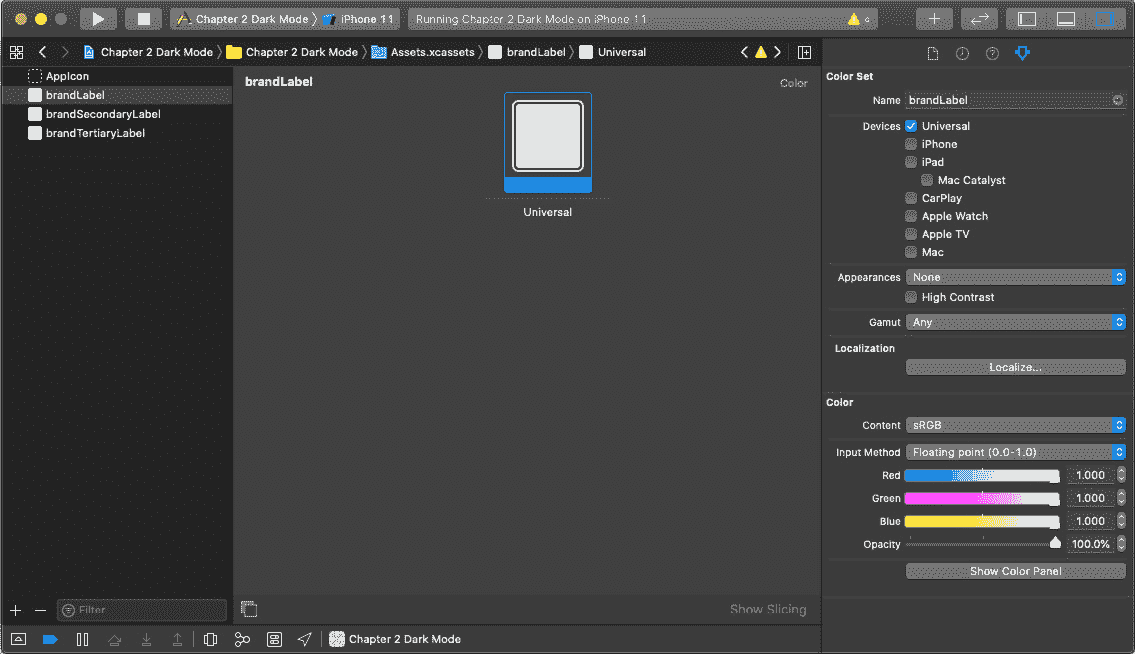 Chapter 2 Dark Mode iPhone 11 Running Chapter 2 Dark Mode on iPhone 11 6
Chapter 2 Dark Mode Chapter 2 Dark Mode Assets.xcassets brandLabel Universal
AppIcon
brandLabel
brandSecondaryLabel
brandTertiaryLabel
Filter
brandLabel
Color
Universal
Show Slicing
Color Set
Name brandLabel
Devices Universal
iPhone
iPad
Mac Catalyst
CarPlay
Apple Watch
Apple TV
Mac
Appearances None
High Contrast
Gamut Any
Localization
Localize...
Color
Content sRGB
Input Method Floating point (0.0-1.0)
Red 1.000
Green 1.000
Blue 1.000
Opacity 100.0%
Show Color Panel
Chapter 2 Dark Mode